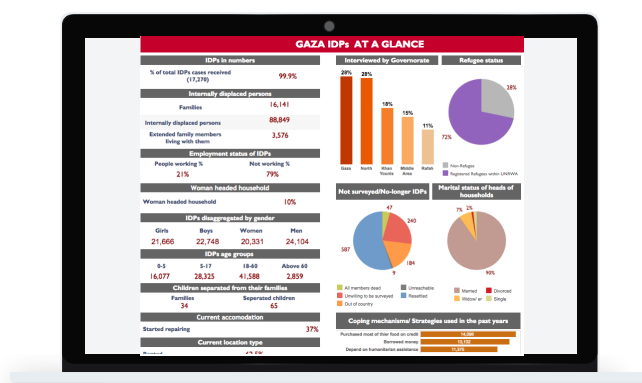 GAZA IDPs AT A GLANCE
IDPs in numbers
% of total IDPs cases received
(17,270)
99.9%
Internally displaced persons
Families
16,141
Internally displaced persons
88,849
Extended family members
living with them
3,576
Employment status of IDPs
People working %
Not working %
21%
79%
Woman headed household
Woman headed household
10%
IDPs disaggregated by gender
Girls Boys Women Men
21,666 22,748 20,331 24,104
IDPs age groups
0-5 5-17 18-60 Above 60
16,077 28,325 41,588 2,859
Children separated from their families
Families Seperated children
34 65
Current accomodation
Started repairing
37%
Current location type
Interviewed by Governorate
28% 28% 18% 15% 11%
Gaza North Khan Younis Middle Area Rafah
Refugee status
28%
72%
Non-Refugee
Registered Refugees within UNRWA
Not surveyed/No-longer IDPs
47
240
184
9
587
All members dead
Unreachable
Unwilling to be surveyed
Resettled
Out of country
Marital status of heads of
households
7% 2%
90%
Married
Divorced
Widow/ er
Single
Coping mechanisms/ Strategies used in the past years
Purchased most of thier food on credit
Borrowed money
Depend on humanitarian assistance